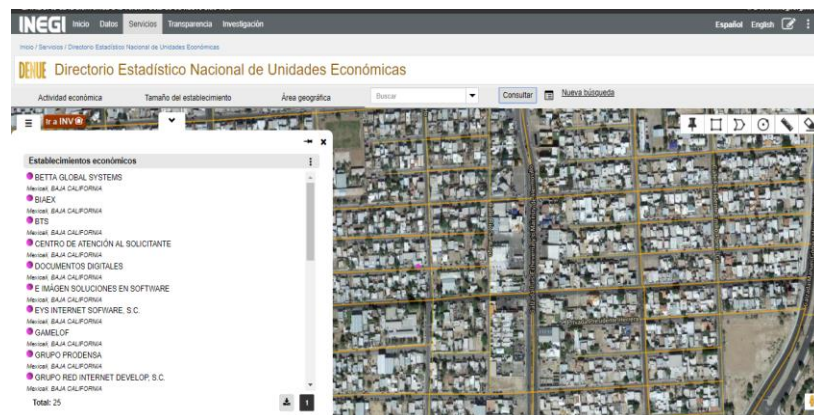 INEGI Inicio Datos Servicios Transparencia Investigación Español English
Inicio / Servicios / Directorio Estadístico Nacional de Unidades Económicas
DENUE Directorio Estadístico Nacional de Unidades Económicas
Actividad económica Tamaño del establecimiento Área geográfica Buscar Consultar Nueva búsqueda
Ir a INV
Establecimientos económicos
BETTA GLOBAL SYSTEMS
Mexicali, BAJA CALIFORNIA
BIAEX
Mexicali, BAJA CALIFORNIA
BTS
Mexicali, BAJA CALIFORNIA
CENTRO DE ATENCIÓN AL SOLICITANTE
Mexicali, BAJA CALIFORNIA
DOCUMENTOS DIGITALES
Mexicali, BAJA CALIFORNIA
E IMÁGEN SOLUCIONES EN SOFTWARE
Mexicali, BAJA CALIFORNIA
EYS INTERNET SOFWARE, S.C.
Mexicali, BAJA CALIFORNIA
GAMELOF
Mexicali, BAJA CALIFORNIA
GRUPO PRODENSA
Mexicali, BAJA CALIFORNIA
GRUPO RED INTERNET DEVELOP, S.C.
Mexicali, BAJA CALIFORNIA
Total: 25 1